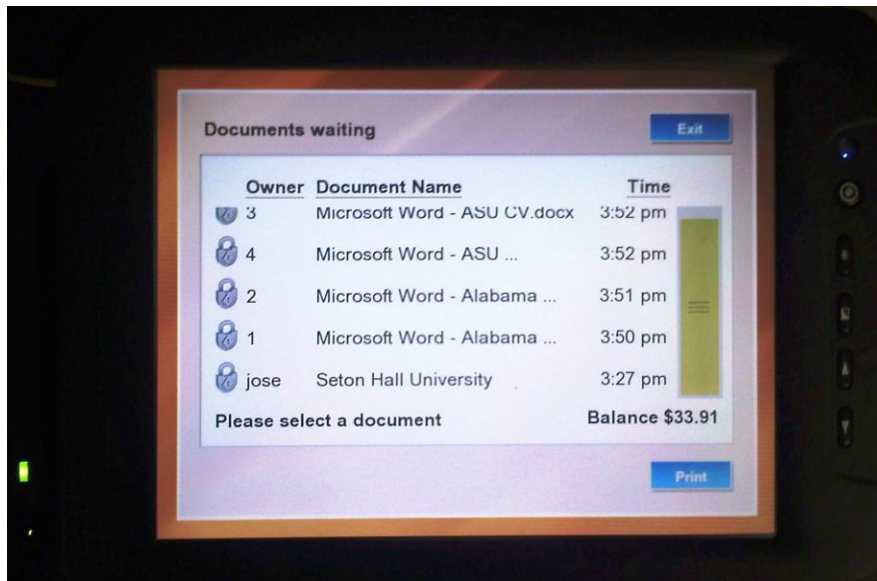 Documents waiting Exit
Owner Document Name Time
3 Microsoft Word - ASU CV.docx 3:52 pm
4 Microsoft Word - ASU ... 3:52 pm
2 Microsoft Word - Alabama ... 3:51 pm
1 Microsoft Word - Alabama ... 3:50 pm
jose Seton Hall University 3:27 pm
Please select a document Balance $33.91
Print